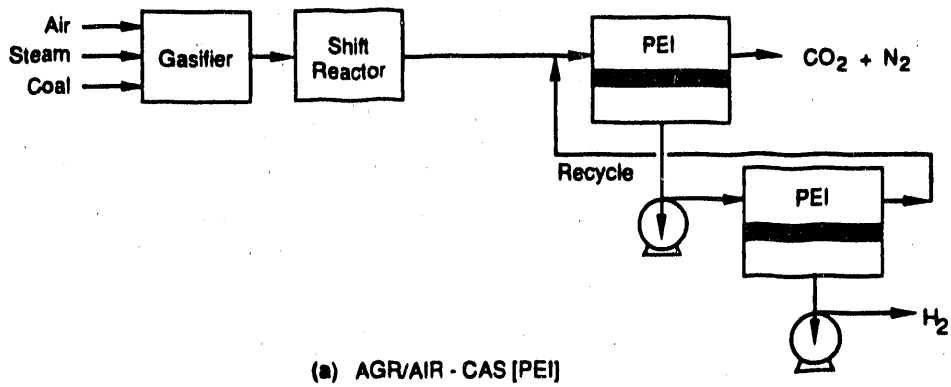 Air
Steam
Coal
Gasifier
Shift
Reactor
PEI
CO₂ + N₂
Recycle
PEI
H₂
(a) AGR/AIR - CAS [PEI]